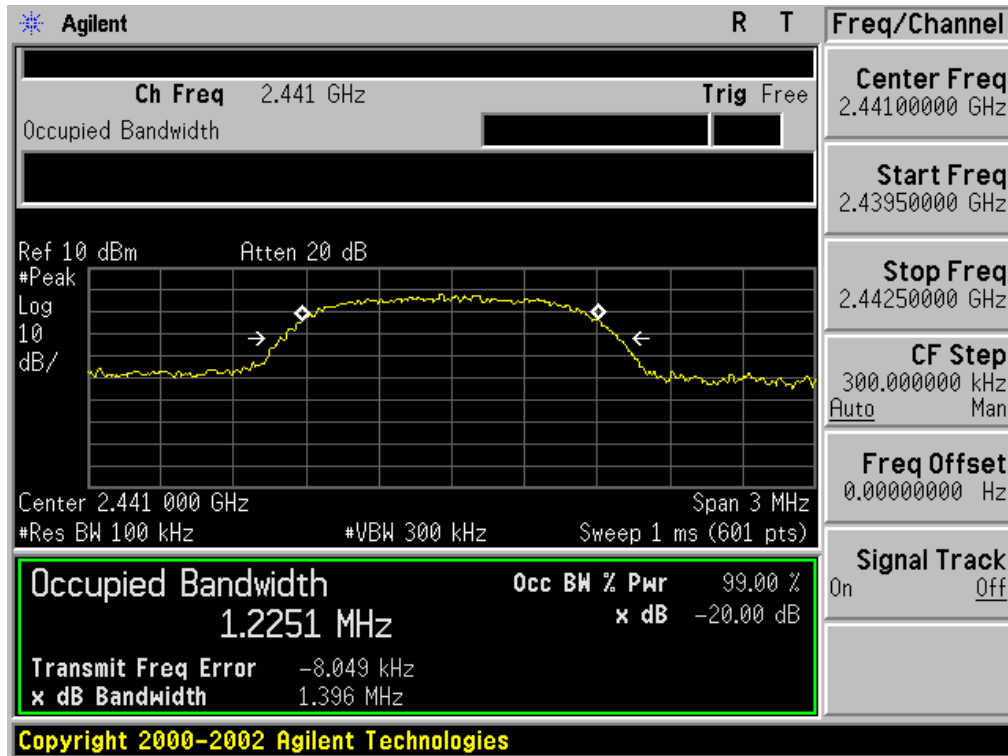 Agilent R T
Ch Freq 2.441 GHz Trig Free
Occupied Bandwidth
Ref 10 dBm Atten 20 dB
#Peak
Log
10
dB/
Center 2.441 000 GHz Span 3 MHz
#Res BW 100 kHz #VBW 300 kHz Sweep 1 ms (601 pts)
Occupied Bandwidth
1.2251 MHz
Occ BW % Pwr 99.00 %
x dB -20.00 dB
Transmit Freq Error -8.049 kHz
x dB Bandwidth 1.396 MHz
Copyright 2000-2002 Agilent Technologies
Freq/Channel
Center Freq
2.44100000 GHz
Start Freq
2.43950000 GHz
Stop Freq
2.44250000 GHz
CF Step
300.000000 kHz
Auto Man
Freq Offset
0.00000000 Hz
Signal Track
On Off